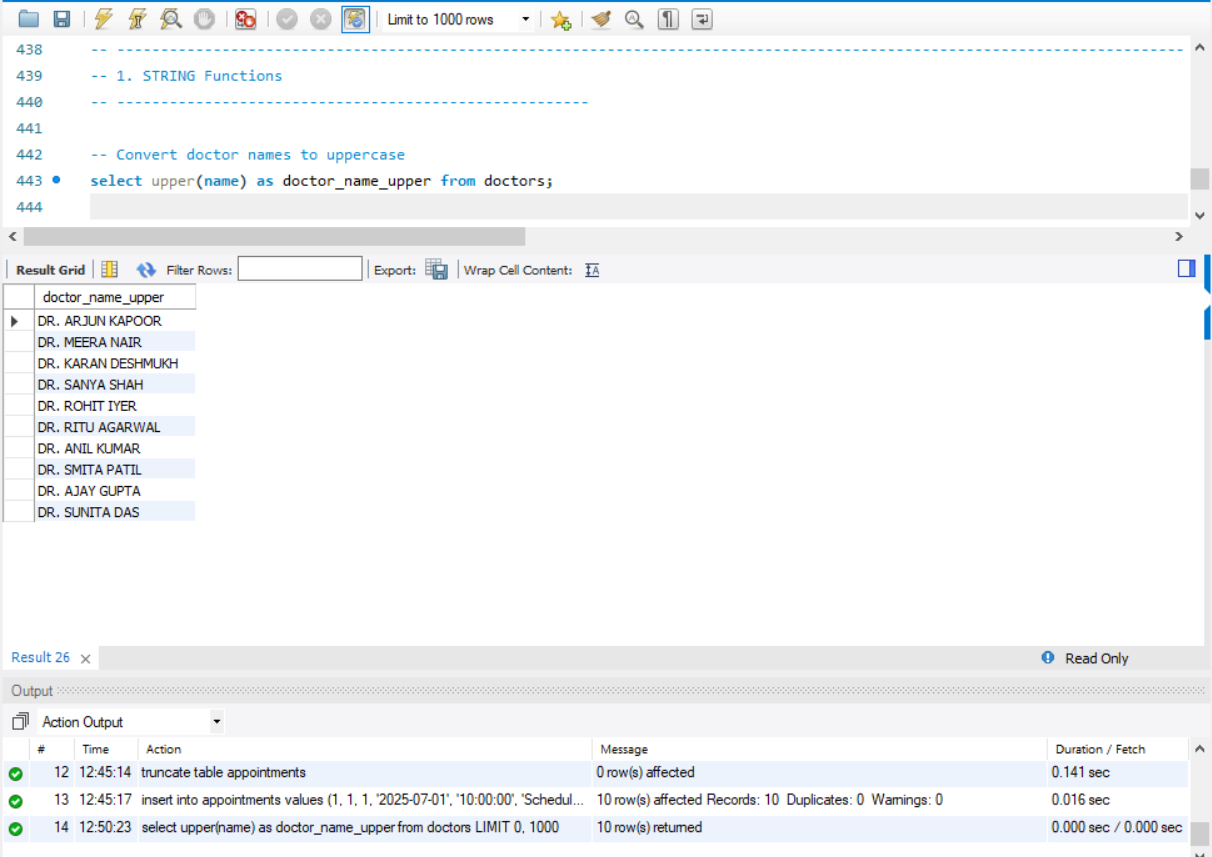 Limit to 1000 rows
438 -- ---------------------------------------------------------------------------------------------------------------------------
439 -- 1. STRING Functions
440 -- ------------------------------------------------------
441
442 -- Convert doctor names to uppercase
443 select upper(name) as doctor_name_upper from doctors;
444
Result Grid Filter Rows: Export: Wrap Cell Content: IA
doctor_name_upper
DR. ARJUN KAPOOR
DR. MEERA NAIR
DR. KARAN DESHMUKH
DR. SANYA SHAH
DR. ROHIT IYER
DR. RITU AGARWAL
DR. ANIL KUMAR
DR. SMITA PATIL
DR. AJAY GUPTA
DR. SUNITA DAS
Result 26 × Read Only
Output
Action Output
# Time Action Message Duration / Fetch
12 12:45:14 truncate table appointments 0 row(s) affected 0.141 sec
13 12:45:17 insert into appointments values (1, 1, 1, '2025-07-01', '10:00:00', 'Schedul... 10 row(s) affected Records: 10 Duplicates: 0 Warnings: 0 0.016 sec
14 12:50:23 select upper(name) as doctor_name_upper from doctors LIMIT 0, 1000 10 row(s) returned 0.000 sec / 0.000 sec